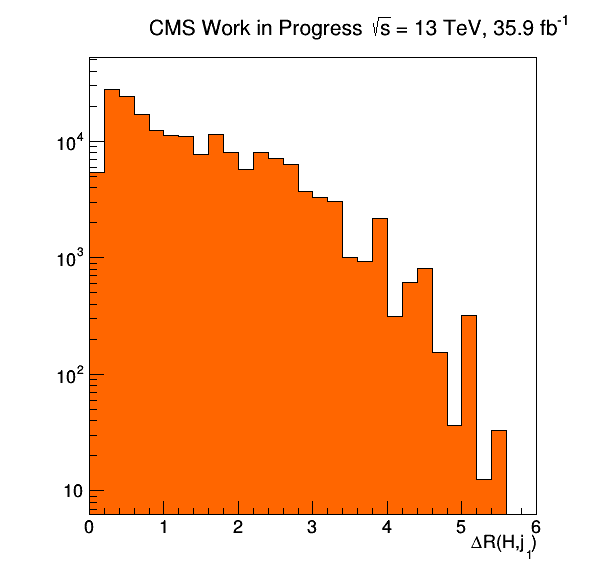 CMS Work in Progress √s = 13 TeV, 35.9 fb⁻¹
10⁴
10³
10²
10
0 1 2 3 4 5 6
ΔR(H,j₁)